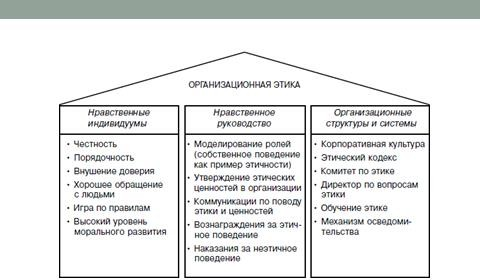 ОРГАНИЗАЦИОННАЯ ЭТИКА
Нравственные
индивидуумы
• Честность
• Порядочность
• Внушение доверия
• Хорошее обращение
с людьми
• Игра по правилам
• Высокий уровень
морального развития
Нравственное
руководство
• Моделирование ролей
(собственное поведение
как пример этичности)
• Утверждение этических
ценностей в организации
• Коммуникации по поводу
этики и ценностей
• Вознаграждения за этич-
ное поведение
• Наказания за неэтичное
поведение
Организационные
структуры и системы
• Корпоративная культура
• Этический кодекс
• Комитет по этике
• Директор по вопросам
этики
• Обучение этике
• Механизм осведоми-
тельства